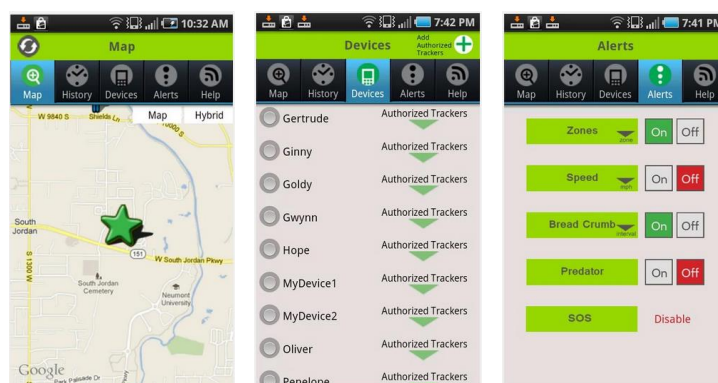 10:32 AM
Map
Map
History
Devices
Alerts
Help
W 9840 S
Shields Ln
10000 S
Map
Hybrid
South
Jordan
S 1300 W
151
W South Jordan Pkwy
South Jordan
Cemetery
Neumont
University
Google
Park Palisade Dr
7:42 PM
Devices
Add
Authorized
Trackers
Map
History
Devices
Alerts
Help
Gertrude
Authorized Trackers
Ginny
Authorized Trackers
Goldy
Authorized Trackers
Gwynn
Authorized Trackers
Hope
Authorized Trackers
MyDevice1
Authorized Trackers
MyDevice2
Authorized Trackers
Oliver
Authorized Trackers
Penelope
Authorized Trackers
7:41 PM
Alerts
Map
History
Devices
Alerts
Help
Zones
zone
On
Off
Speed
mph
On
Off
Bread Crumb
interval
On
Off
Predator
On
Off
SOS
Disable